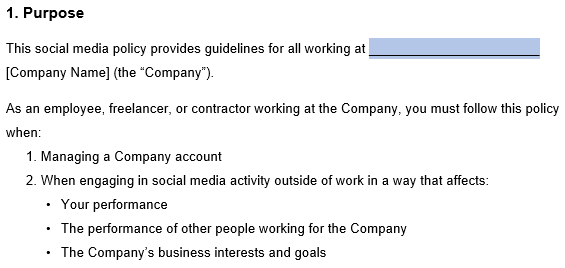 1. Purpose
This social media policy provides guidelines for all working at
[Company Name] (the “Company”).
As an employee, freelancer, or contractor working at the Company, you must follow this policy
when:
1. Managing a Company account
2. When engaging in social media activity outside of work in a way that affects:
• Your performance
• The performance of other people working for the Company
• The Company’s business interests and goals